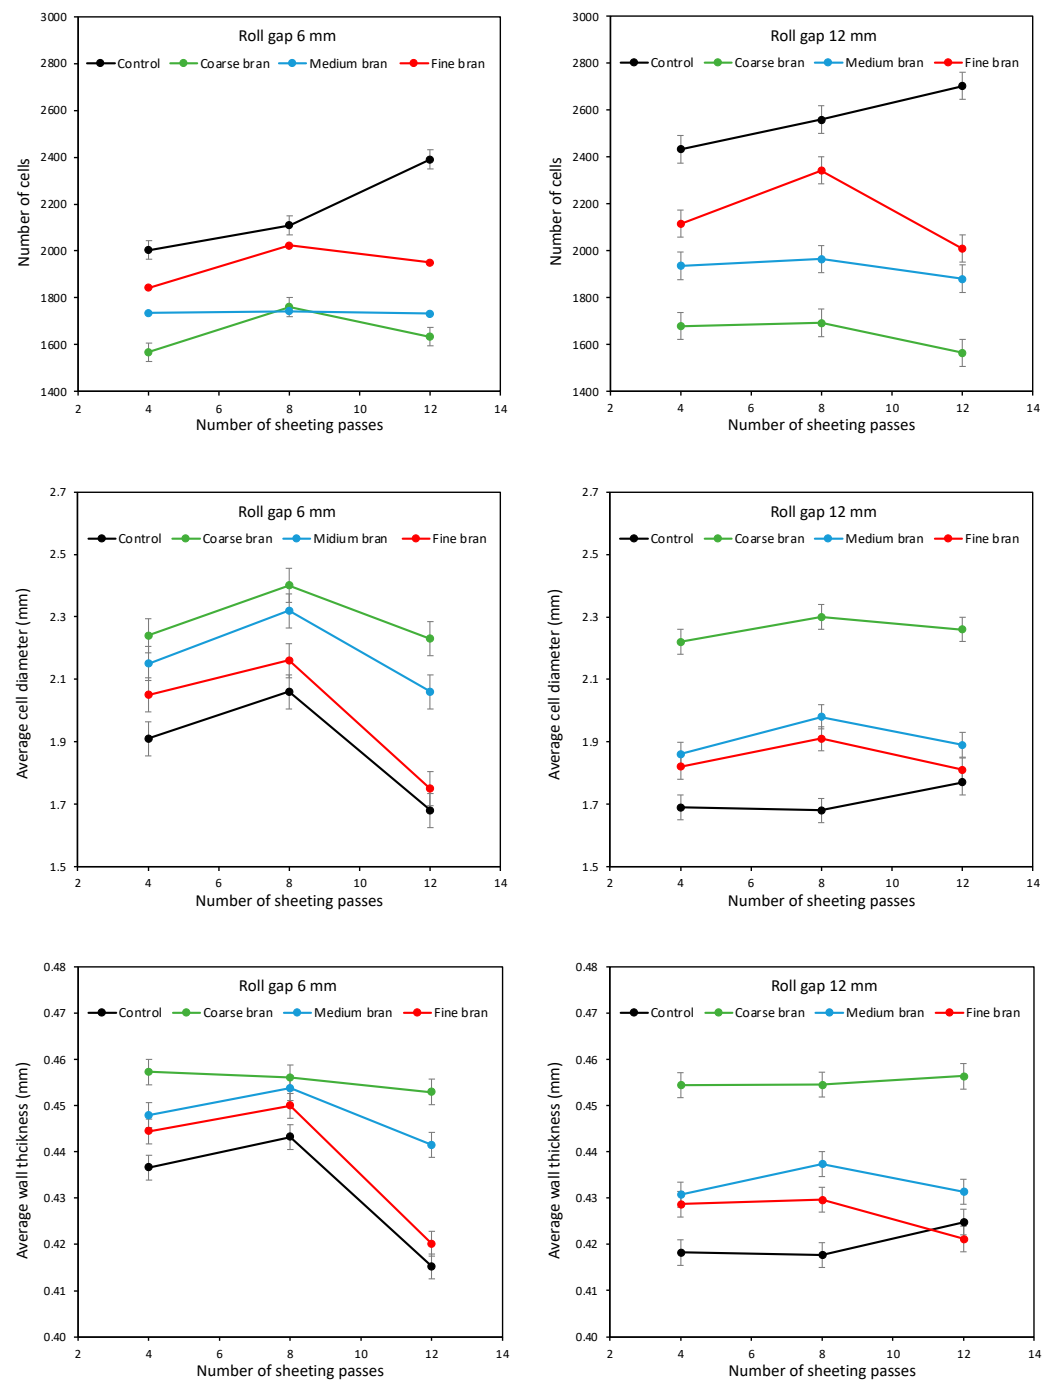 Roll gap 6 mm
Control Coarse bran Medium bran Fine bran
3000
2800
2600
2400
2200
2000
1800
1600
1400
2 4 6 8 10 12 14
Number of cells
Number of sheeting passes
Roll gap 12 mm
Control Coarse bran Medium bran Fine bran
3000
2800
2600
2400
2200
2000
1800
1600
1400
2 4 6 8 10 12 14
Number of cells
Number of sheeting passes
Roll gap 6 mm
Control Coarse bran Midium bran Fine bran
2.7
2.5
2.3
2.1
1.9
1.7
1.5
2 4 6 8 10 12 14
Average cell diameter (mm)
Number of sheeting passes
Roll gap 12 mm
Control Coarse bran Medium bran Fine bran
2.7
2.5
2.3
2.1
1.9
1.7
1.5
2 4 6 8 10 12 14
Average cell diameter (mm)
Number of sheeting passes
Roll gap 6 mm
Control Coarse bran Medium bran Fine bran
0.48
0.47
0.46
0.45
0.44
0.43
0.42
0.41
0.40
2 4 6 8 10 12 14
Average wall thcikness (mm)
Number of sheeting passes
Roll gap 12 mm
Control Coarse bran Medium bran Fine bran
0.48
0.47
0.46
0.45
0.44
0.43
0.42
0.41
0.40
2 4 6 8 10 12 14
Average wall thickness (mm)
Number of sheeting passes